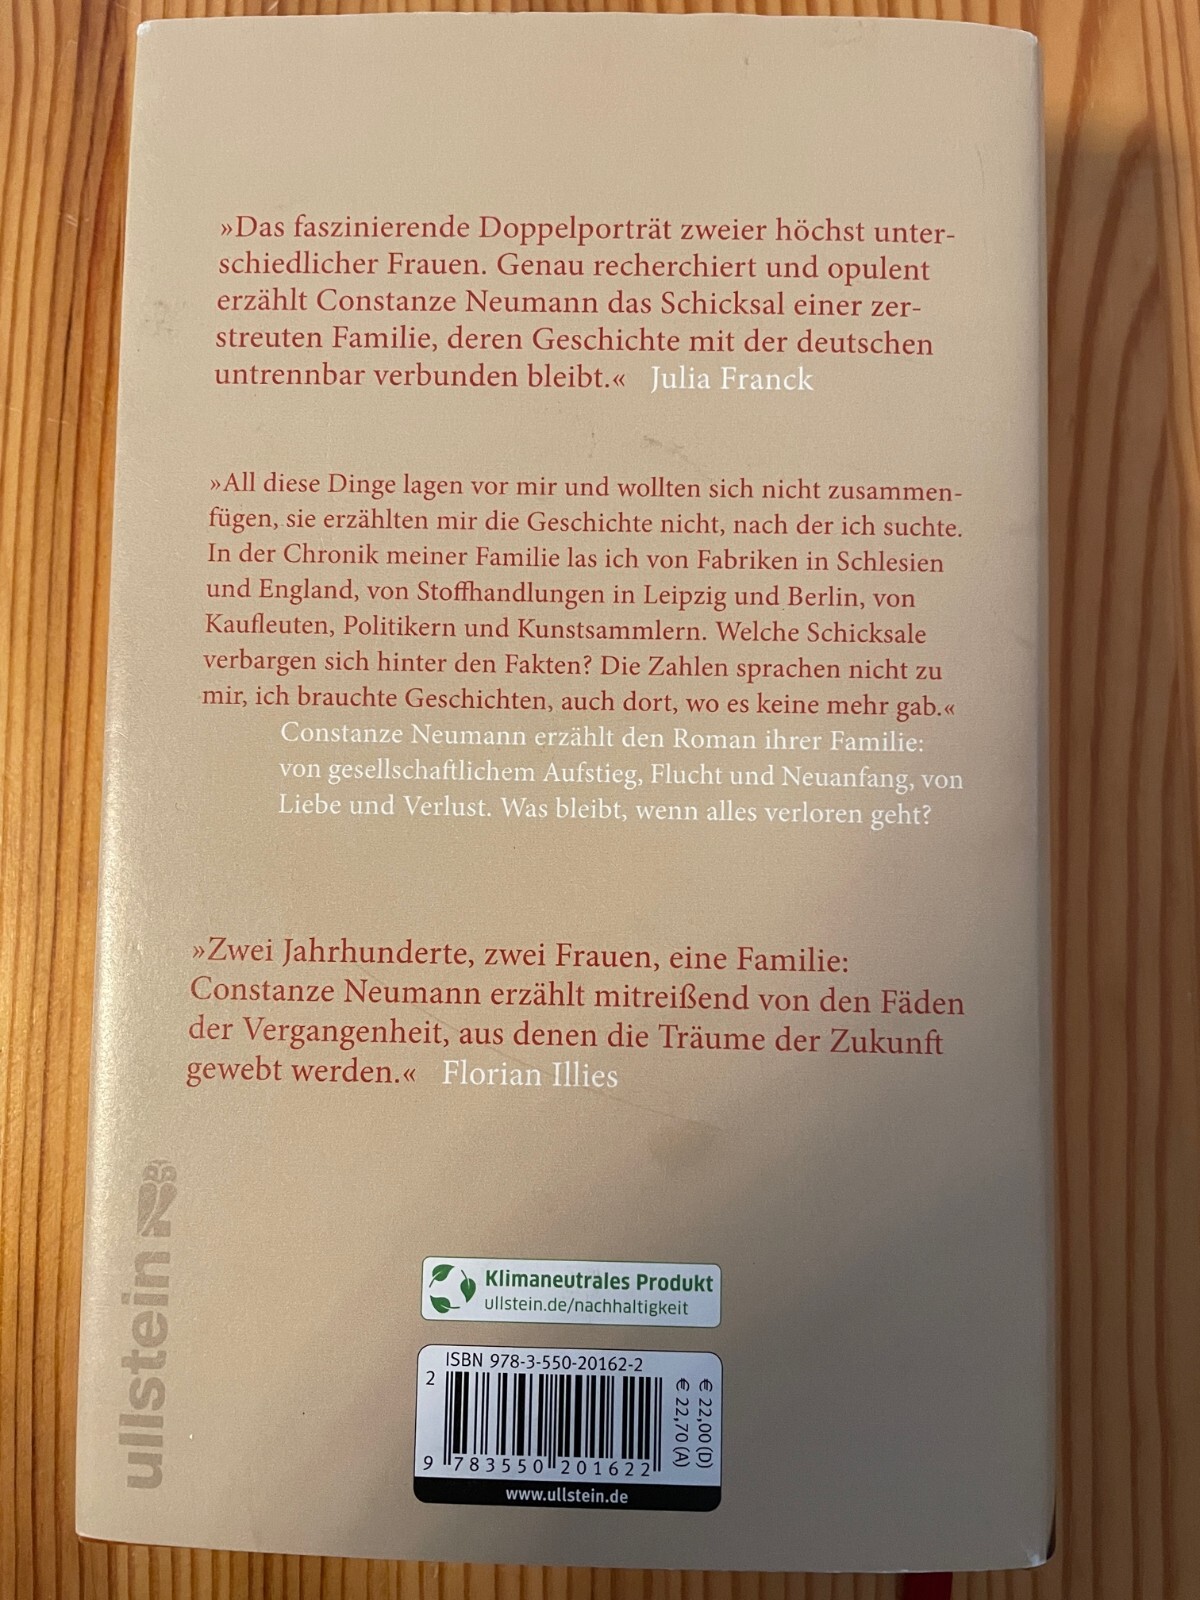 »Das faszinierende Doppelporträt zweier höchst unter-
schiedlicher Frauen. Genau recherchiert und opulent
erzählt Constanze Neumann das Schicksal einer zer-
streuten Familie, deren Geschichte mit der deutschen
untrennbar verbunden bleibt.« Julia Franck
»All diese Dinge lagen vor mir und wollten sich nicht zusammen-
fügen, sie erzählten mir die Geschichte nicht, nach der ich suchte.
In der Chronik meiner Familie las ich von Fabriken in Schlesien
und England, von Stoffhandlungen in Leipzig und Berlin, von
Kaufleuten, Politikern und Kunstsammlern. Welche Schicksale
verbargen sich hinter den Fakten? Die Zahlen sprachen nicht zu
mir, ich brauchte Geschichten, auch dort, wo es keine mehr gab.«
Constanze Neumann erzählt den Roman ihrer Familie:
von gesellschaftlichem Aufstieg, Flucht und Neuanfang, von
Liebe und Verlust. Was bleibt, wenn alles verloren geht?
»Zwei Jahrhunderte, zwei Frauen, eine Familie:
Constanze Neumann erzählt mitreißend von den Fäden
der Vergangenheit, aus denen die Träume der Zukunft
gewebt werden.« Florian Illies
ullstein
Klimaneutrales Produkt
ullstein.de/nachhaltigkeit
ISBN 978-3-550-20162-2
2
9 783550 201622
€ 22,00 (D)
€ 22,70 (A)
www.ullstein.de